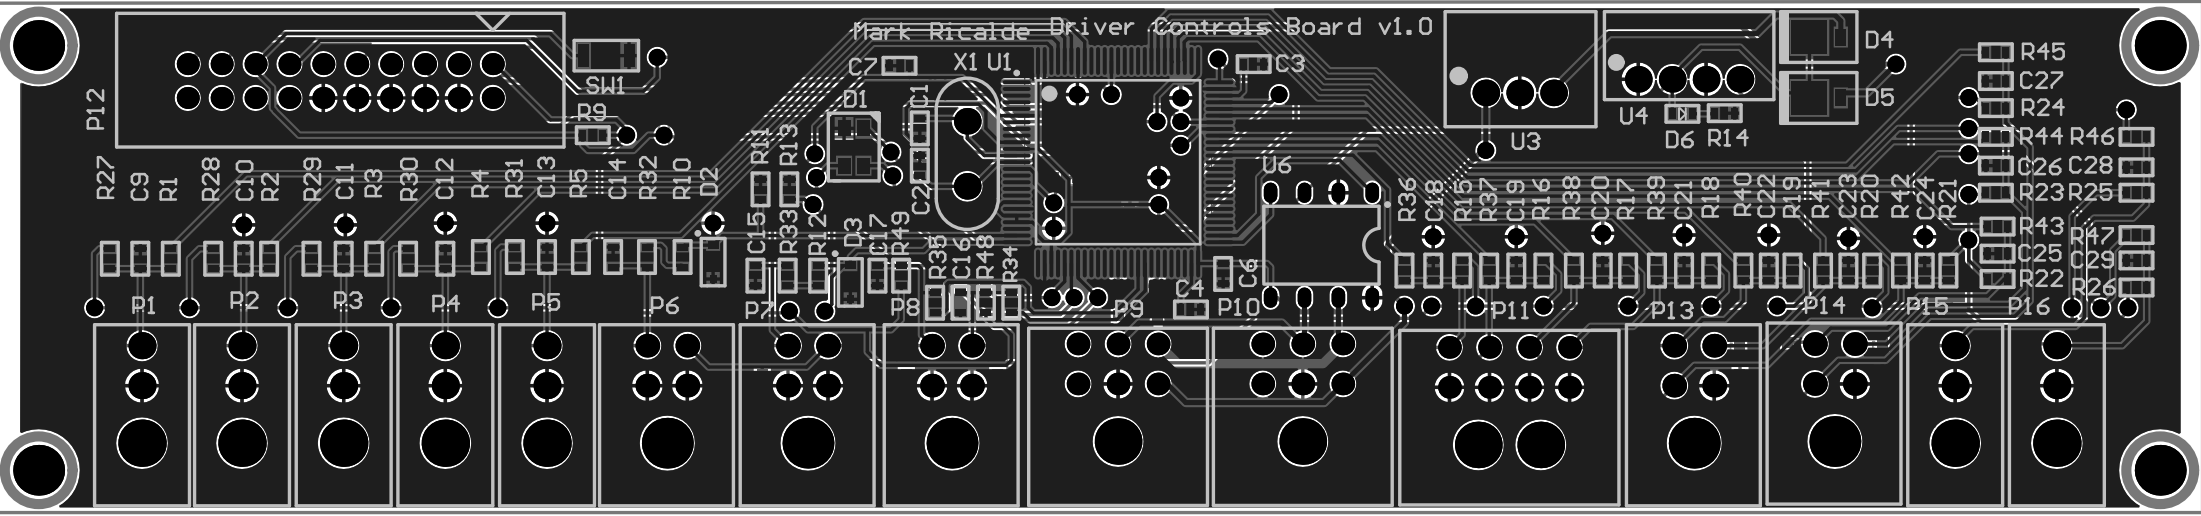 Mark Ricalde
Driver Controls Board v1.0
P12
SW1
R9
C7
X1 U1
C3
D1
C1
C2
U3
U4
D6
R14
D4
D5
R45
C27
R24
R44 R46
C26 C28
R23 R25
R43
R47
C25
C29
R22
R26
U6
R27
C9
R1
R28
C10
R2
R29
C11
R3
R30
C12
R4
R31
C13
R5
C14
R32
R10
D2
R11
R13
C15
R33
R12
D3
C17
R49
R35
C16
R48
R34
C6
C4
R36
C18
R15
R37
C19
R16
R38
C20
R17
R39
C21
R18
R40
C22
R19
R41
C23
R20
R42
C24
R21
P1
P2
P3
P4
P5
P6
P7
P8
P9
P10
P11
P13
P14
P15
P16